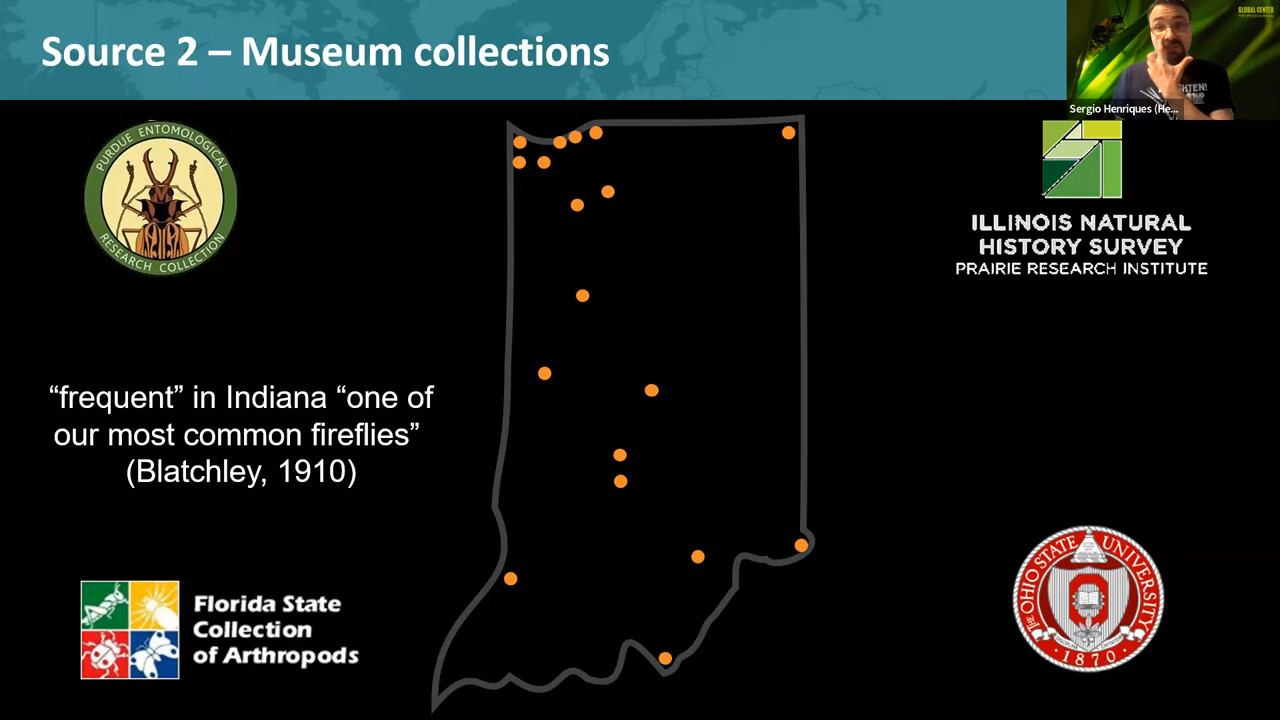 Source 2 – Museum collections
GLOBAL CENTER
Sergio Henriques (He...
PURDUE ENTOMOLOGICAL
RESEARCH COLLECTION
ILLINOIS NATURAL
HISTORY SURVEY
PRAIRIE RESEARCH INSTITUTE
“frequent” in Indiana “one of
our most common fireflies”
(Blatchley, 1910)
Florida State
Collection
of Arthropods
THE OHIO STATE UNIVERSITY
1870